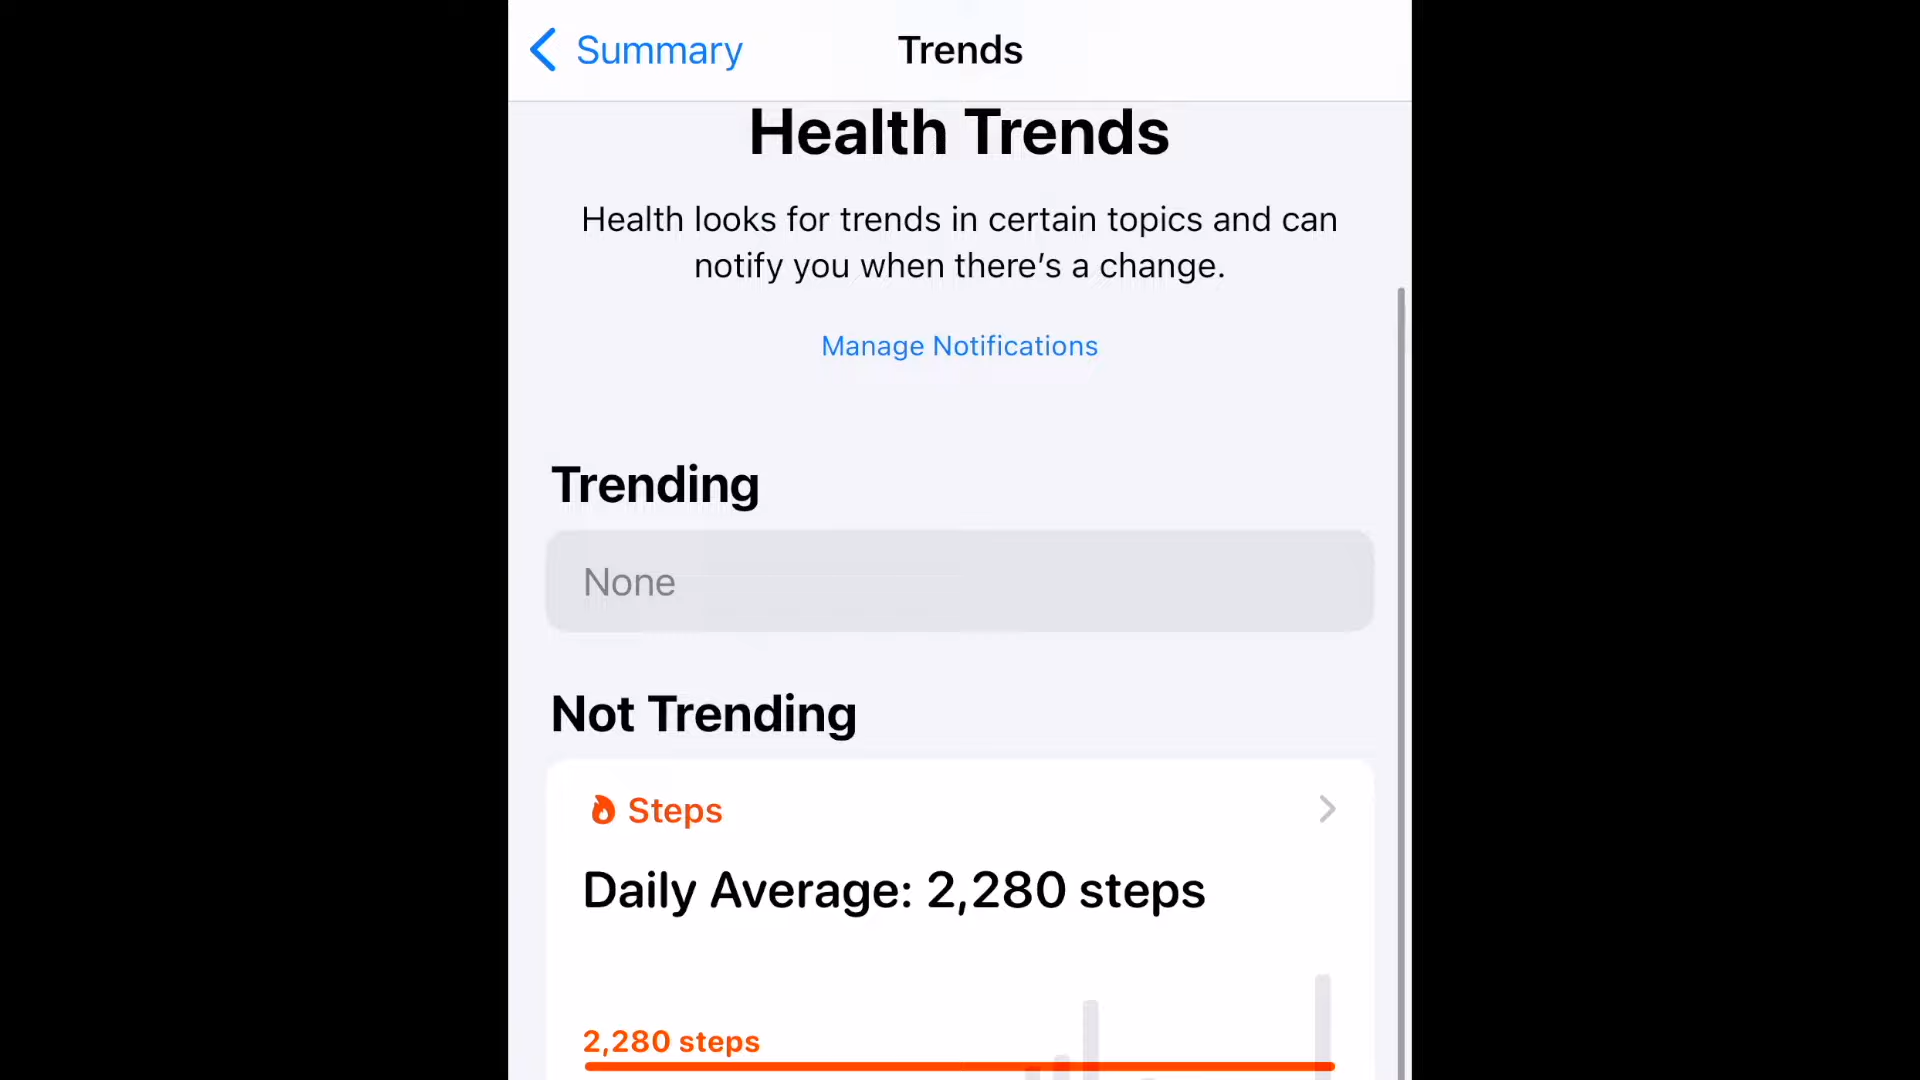 Summary
Trends
Health Trends
Health looks for trends in certain topics and can
notify you when there’s a change.
Manage Notifications
Trending
None
Not Trending
Steps
Daily Average: 2,280 steps
2,280 steps